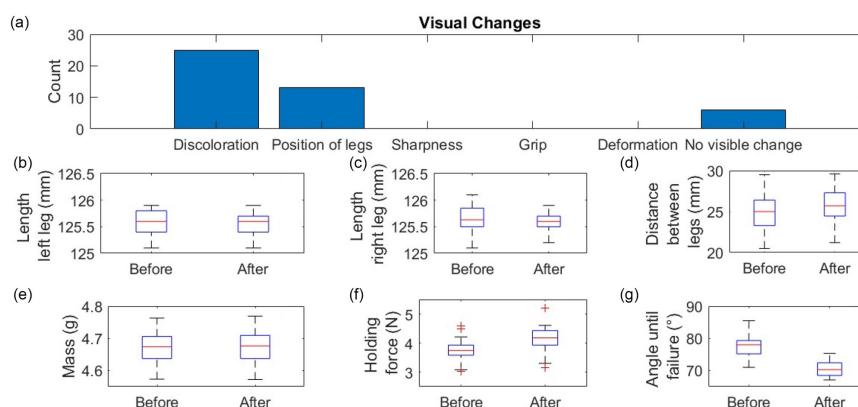 (a)
Visual Changes
Count
30
20
10
0
Discoloration Position of legs Sharpness Grip Deformation No visible change
(b)
Length
left leg (mm)
126.5
126
125.5
125
Before After
(c)
Length
right leg (mm)
126.5
126
125.5
125
Before After
(d)
Distance
between
legs (mm)
30
25
20
Before After
(e)
Mass (g)
4.8
4.7
4.6
Before After
(f)
Holding
force (N)
5
4
3
Before After
(g)
Angle until
failure (°)
90
80
70
Before After